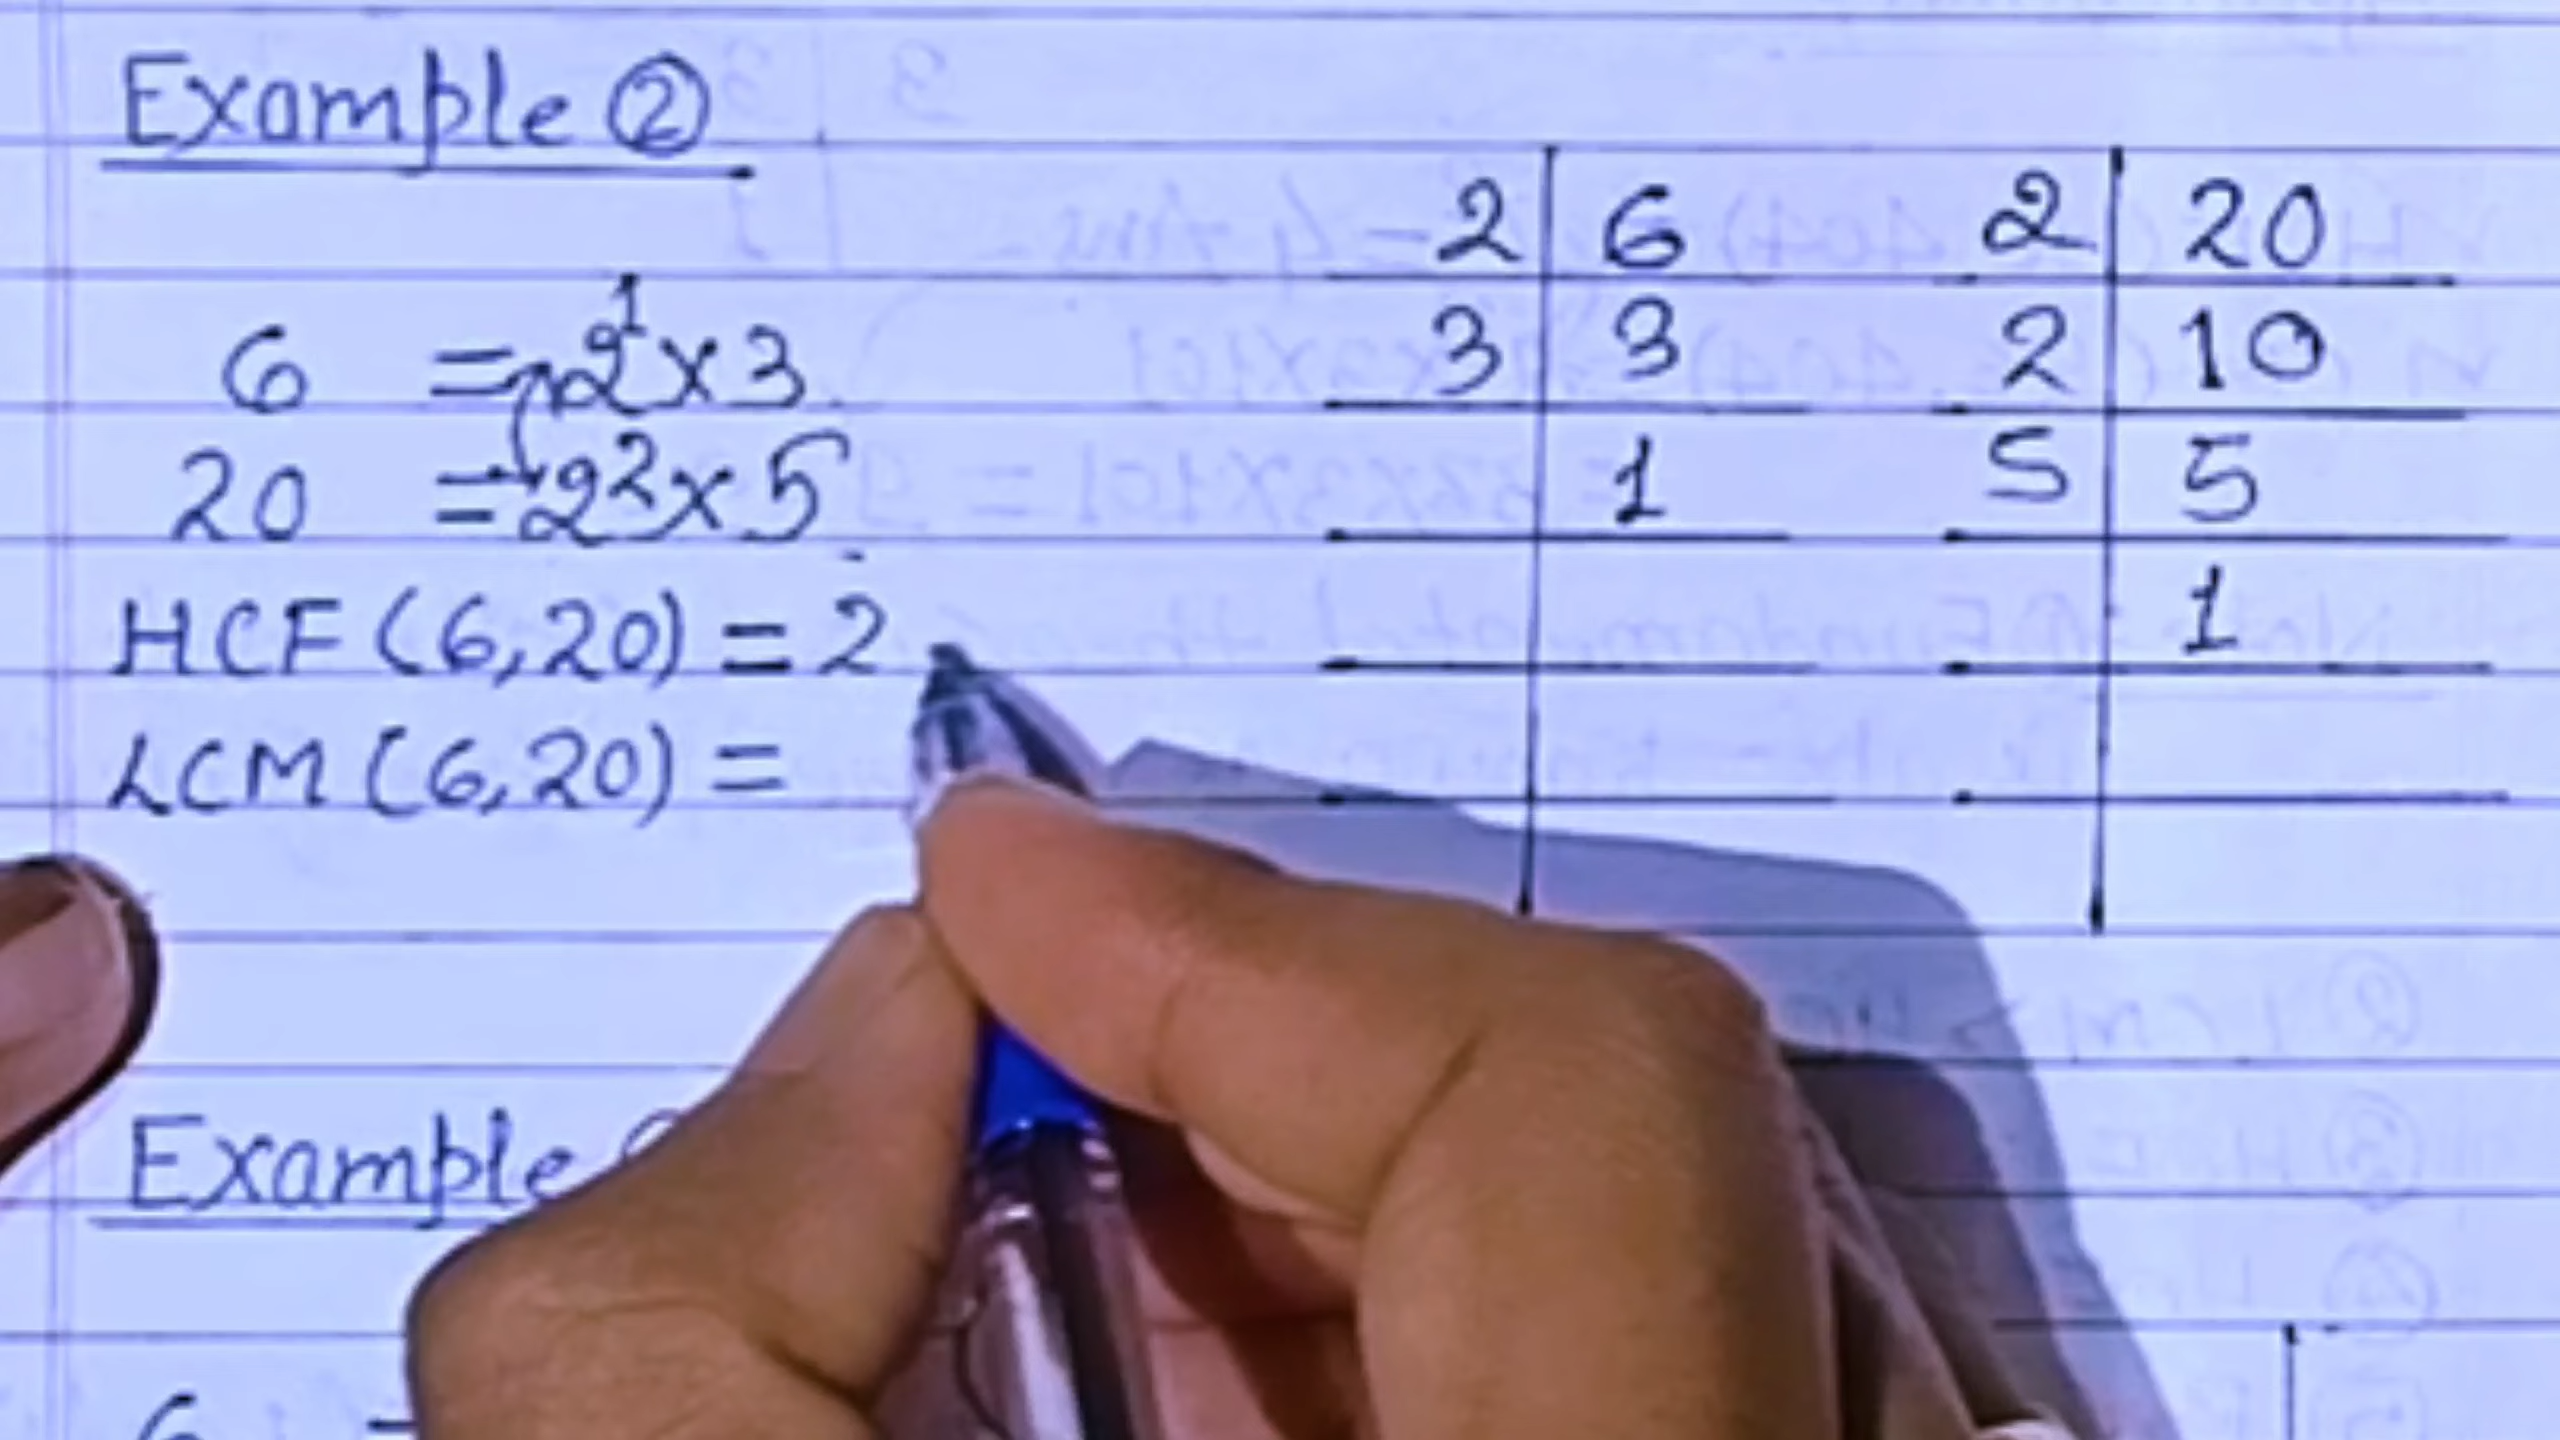 Example ②
2 | 6 2 | 20
6 = 2¹×3 3 | 3 2 | 10
20 = 2²×5 1 5 | 5
HCF (6,20) = 2 1
LCM (6,20) =
Example
6 =